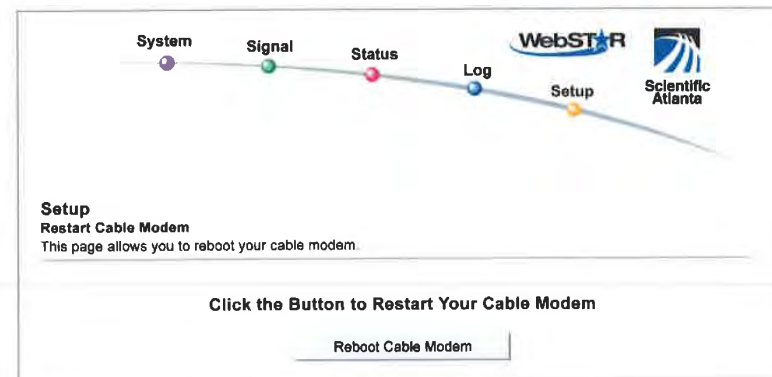 System
Signal
Status
Log
Setup
WebSTAR
Scientific
Atlanta
Setup
Restart Cable Modem
This page allows you to reboot your cable modem.
Click the Button to Restart Your Cable Modem
Reboot Cable Modem